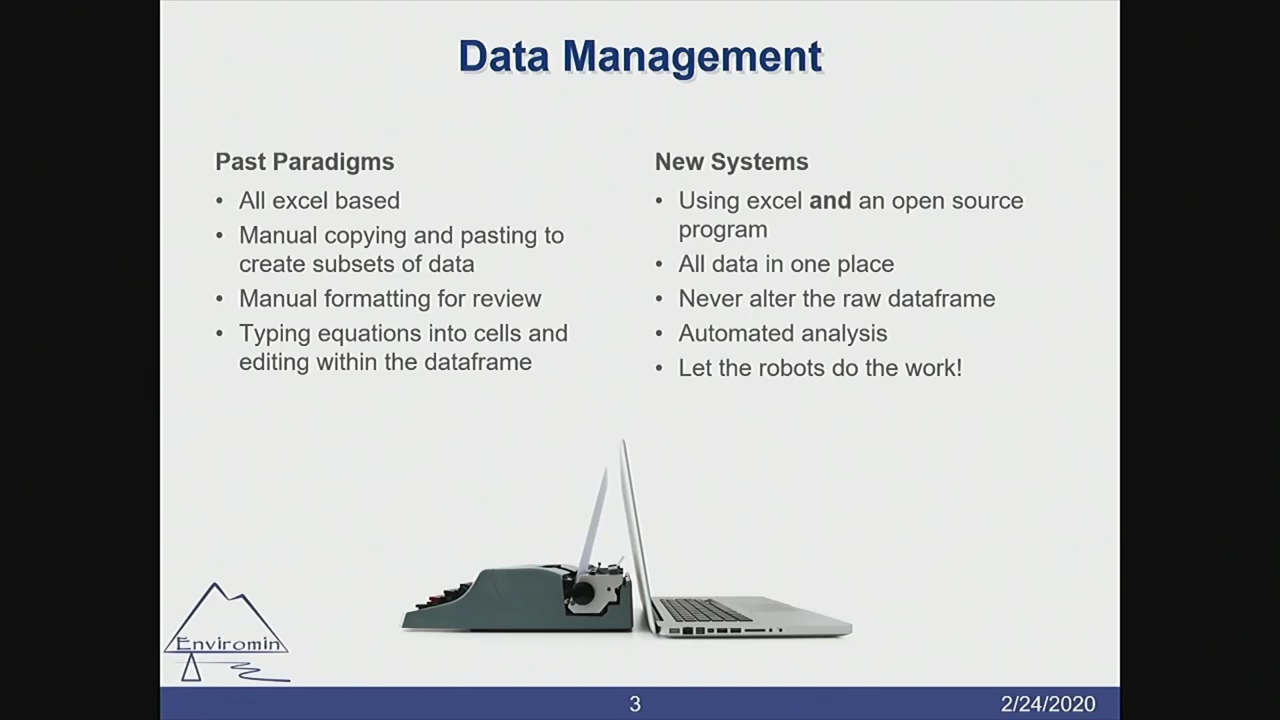 Data Management
Past Paradigms
• All excel based
• Manual copying and pasting to
create subsets of data
• Manual formatting for review
• Typing equations into cells and
editing within the dataframe
New Systems
• Using excel and an open source
program
• All data in one place
• Never alter the raw dataframe
• Automated analysis
• Let the robots do the work!
Enviromin
3
2/24/2020